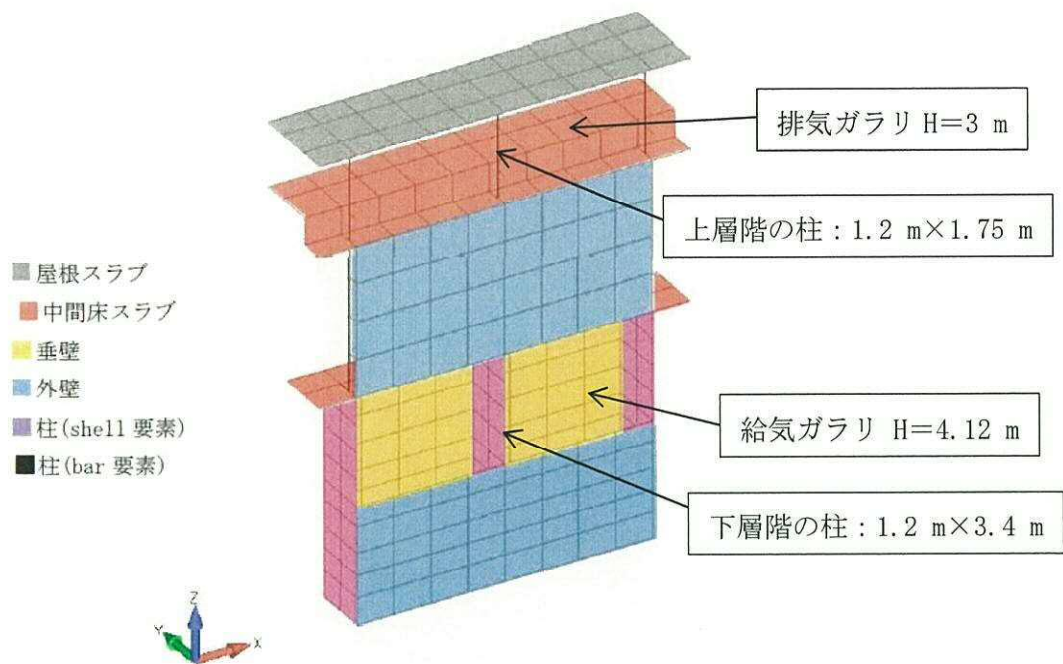 排気ガラリ H=3 m
上層階の柱:1.2 m×1.75 m
屋根スラブ
中間床スラブ
垂壁
外壁
柱(shell 要素)
柱(bar 要素)
給気ガラリ H=4.12 m
下層階の柱:1.2 m×3.4 m
Z
Y
X